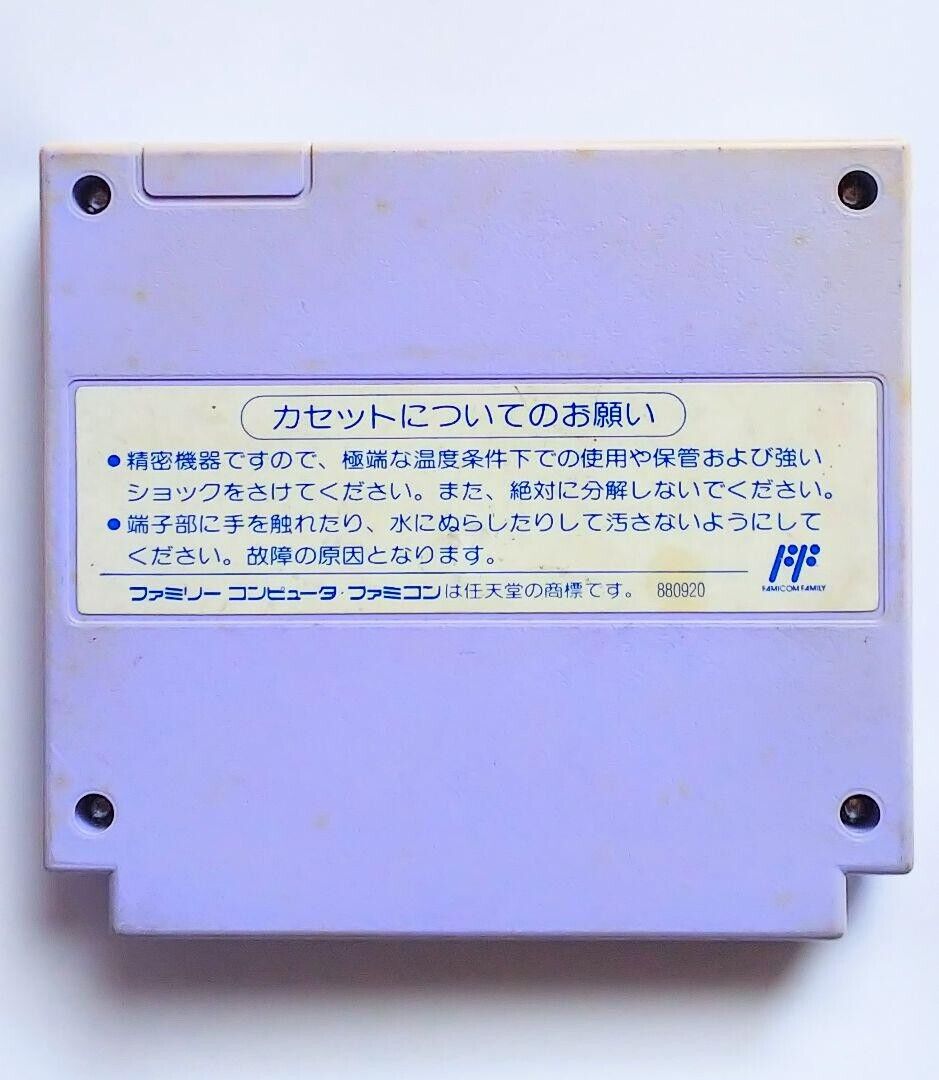 カセットについてのお願い
●精密機器ですので、極端な温度条件下での使用や保管および強い
ショックをさけてください。また、絶対に分解しないでください。
●端子部に手を触れたり、水にぬらしたりして汚さないようにして
ください。故障の原因となります。
ファミリーコンピュータ・ファミコンは任天堂の商標です。 880920
FAMICOM FAMILY